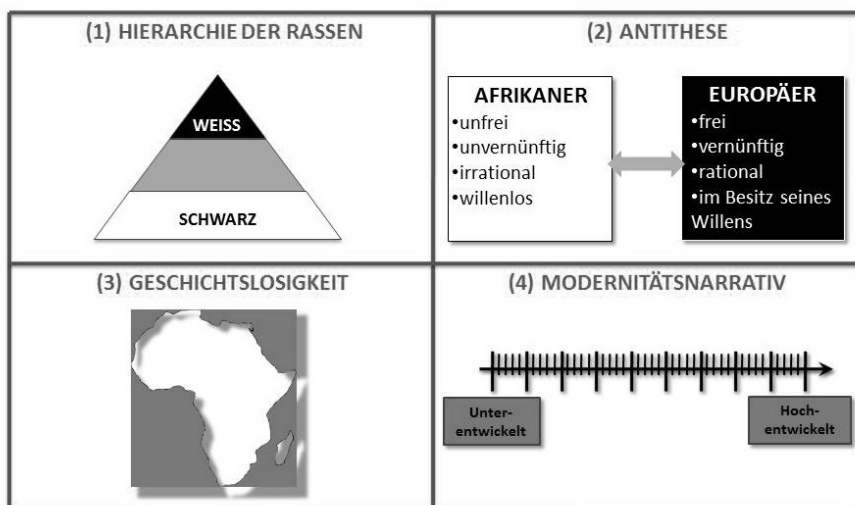 (1) HIERARCHIE DER RASSEN
WEISS
SCHWARZ
(2) ANTITHESE
AFRIKANER
•unfrei
•unvernünftig
•irrational
•willenlos
EUROPÄER
•frei
•vernünftig
•rational
•im Besitz seines
Willens
(3) GESCHICHTSLOSIGKEIT
(4) MODERNITÄTSNARRATIV
Unter-
entwickelt
Hoch-
entwickelt